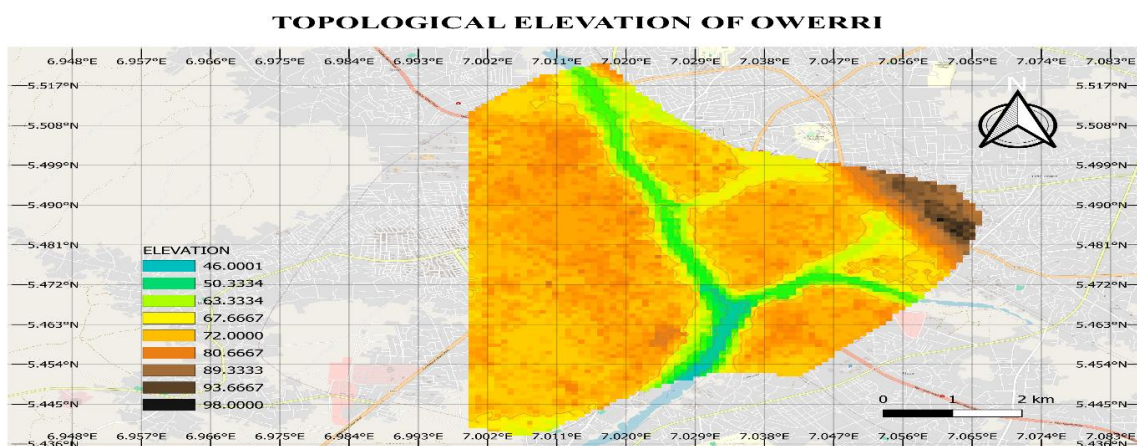 TOPOLOGICAL ELEVATION OF OWERRI
6.948°E 6.957°E 6.966°E 6.975°E 6.984°E 6.993°E 7.002°E 7.011°E 7.020°E 7.029°E 7.038°E 7.047°E 7.056°E 7.065°E 7.074°E 7.083°E
5.517°N 5.517°N
N
5.508°N 5.508°N
5.499°N 5.499°N
5.490°N 5.490°N
5.481°N 5.481°N
ELEVATION
46.0001
50.3334
5.472°N 5.472°N
63.3334
67.6667
5.463°N 5.463°N
72.0000
80.6667
5.454°N 5.454°N
89.3333
93.6667
98.0000
5.445°N 5.445°N
0 1 2 km
5.436°N 5.436°N
6.948°E 6.957°E 6.966°E 6.975°E 6.984°E 6.993°E 7.002°E 7.011°E 7.020°E 7.029°E 7.038°E 7.047°E 7.056°E 7.065°E 7.074°E 7.083°E